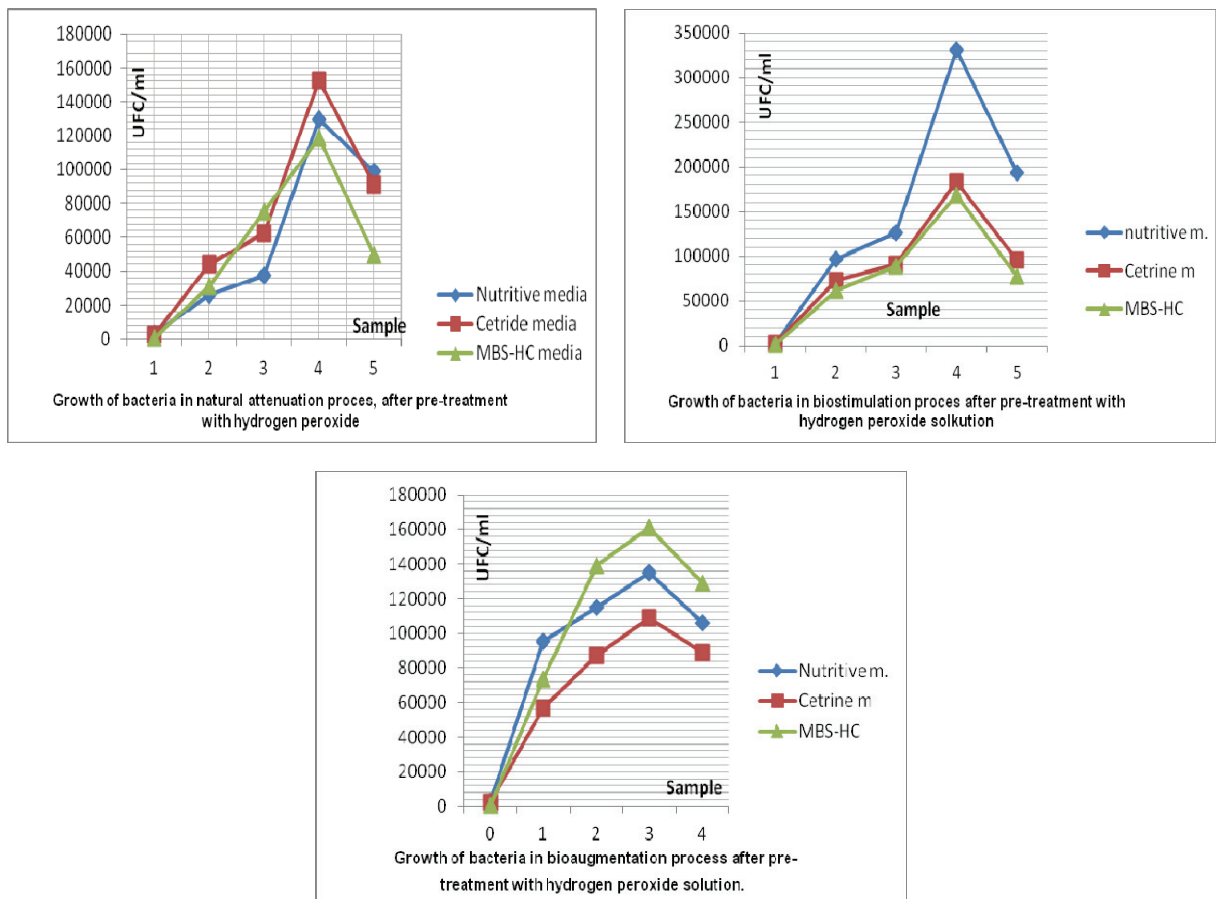 180000
160000
140000
120000
100000
80000
60000
40000
20000
0
UFC/ml
Sample
1 2 3 4 5
Nutritive media
Cetride media
MBS-HC media
Growth of bacteria in natural attenuation proces, after pre-treatment
with hydrogen peroxide
350000
300000
250000
200000
150000
100000
50000
0
UFC/ml
Sample
1 2 3 4 5
nutritive m.
Cetrine m
MBS-HC
Growth of bacteria in biostimulation proces after pre-treatment with
hydrogen peroxide solkution
180000
160000
140000
120000
100000
80000
60000
40000
20000
0
UFC/ml
Sample
0 1 2 3 4
Nutritive m.
Cetrine m
MBS-HC
Growth of bacteria in bioaugmentation process after pre-
treatment with hydrogen peroxide solution.